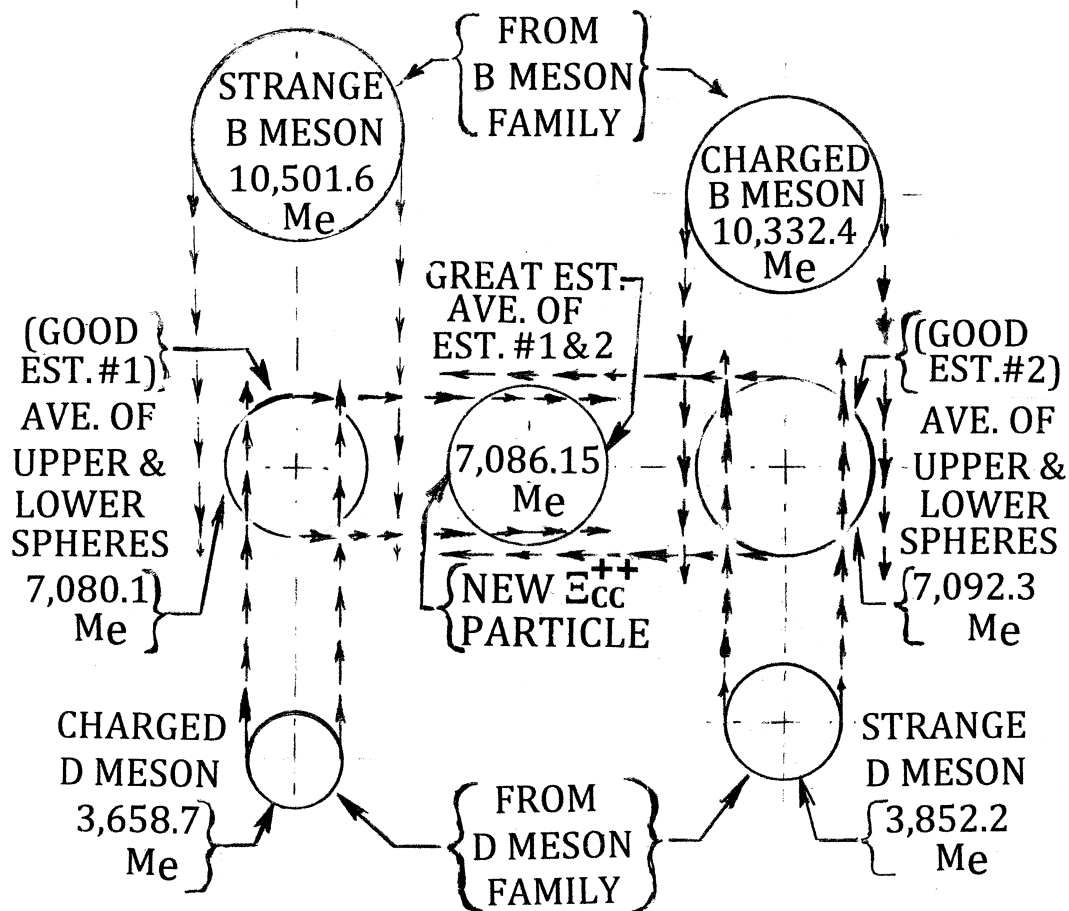 FROM
B MESON
FAMILY
STRANGE
B MESON
10,501.6
Me
CHARGED
B MESON
10,332.4
Me
GREAT EST.
AVE. OF
EST. #1&2
(GOOD
EST.#1)
AVE. OF
UPPER &
LOWER
SPHERES
7,080.1
Me
7,086.15
Me
NEW Ξcc++
PARTICLE
(GOOD
EST.#2)
AVE. OF
UPPER &
LOWER
SPHERES
7,092.3
Me
CHARGED
D MESON
3,658.7
Me
FROM
D MESON
FAMILY
STRANGE
D MESON
3,852.2
Me